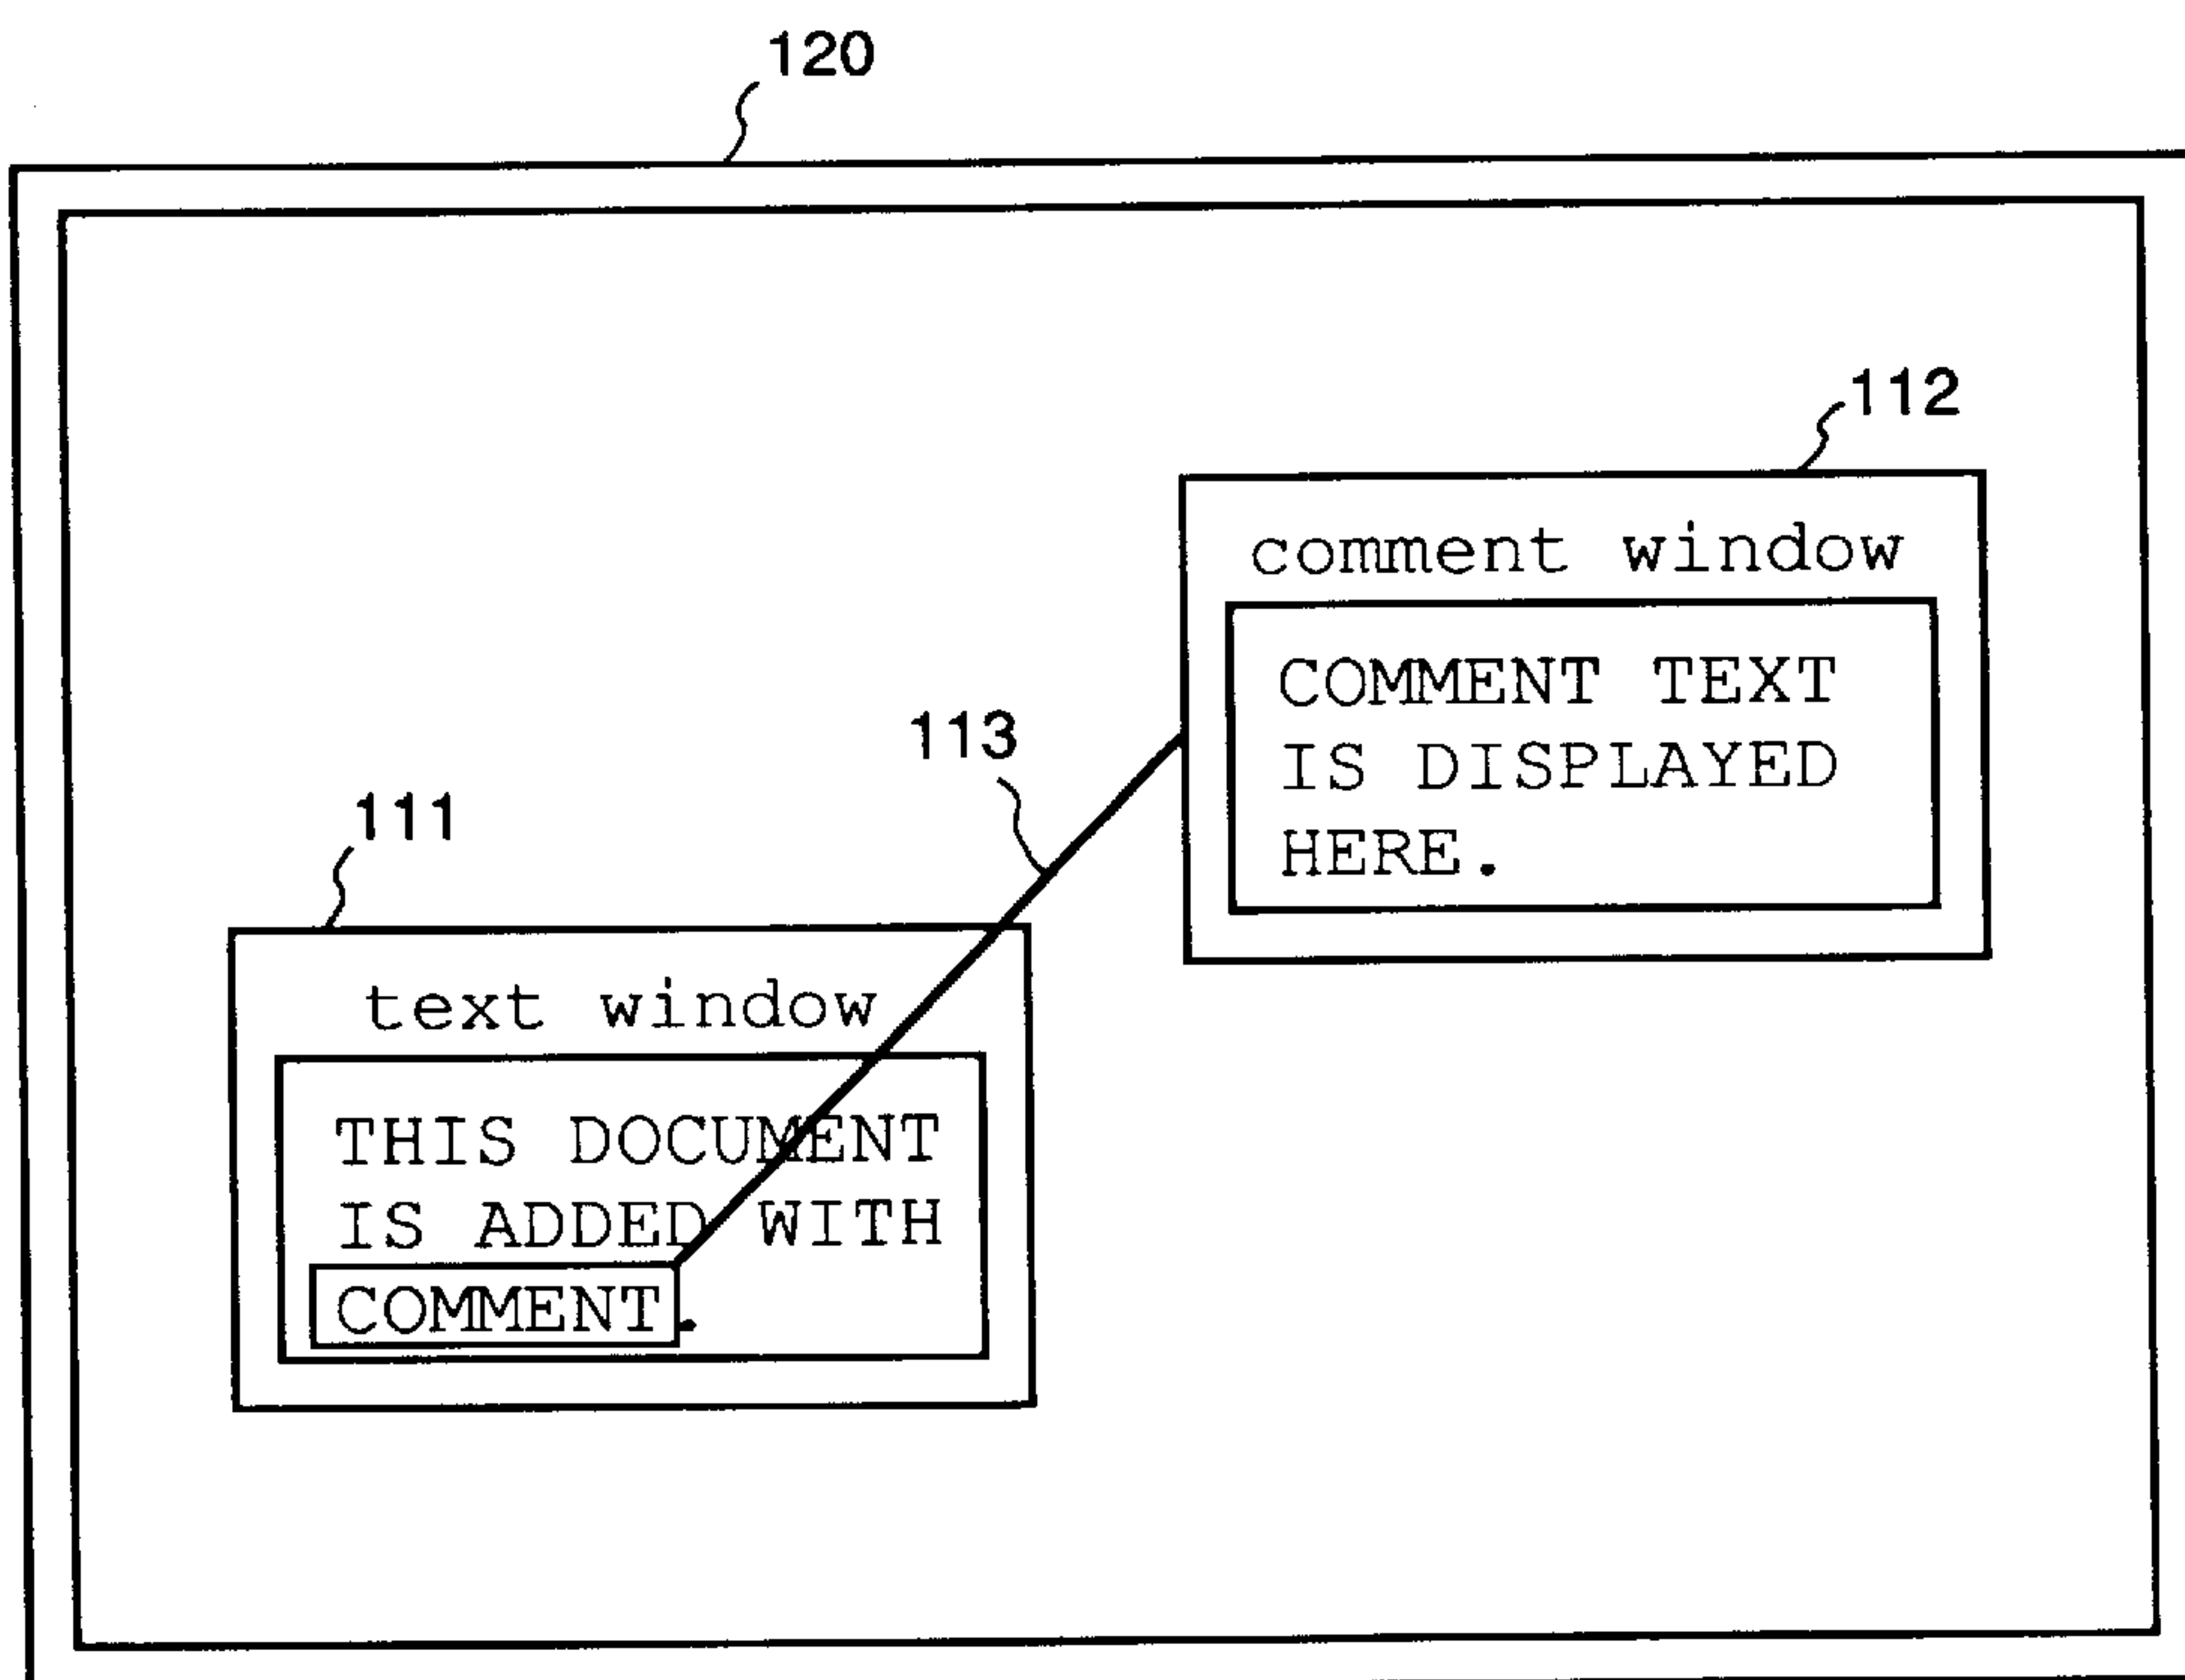 120
112
comment window
COMMENT TEXT
IS DISPLAYED
HERE.
113
111
text window
THIS DOCUMENT
IS ADDED WITH
COMMENT.